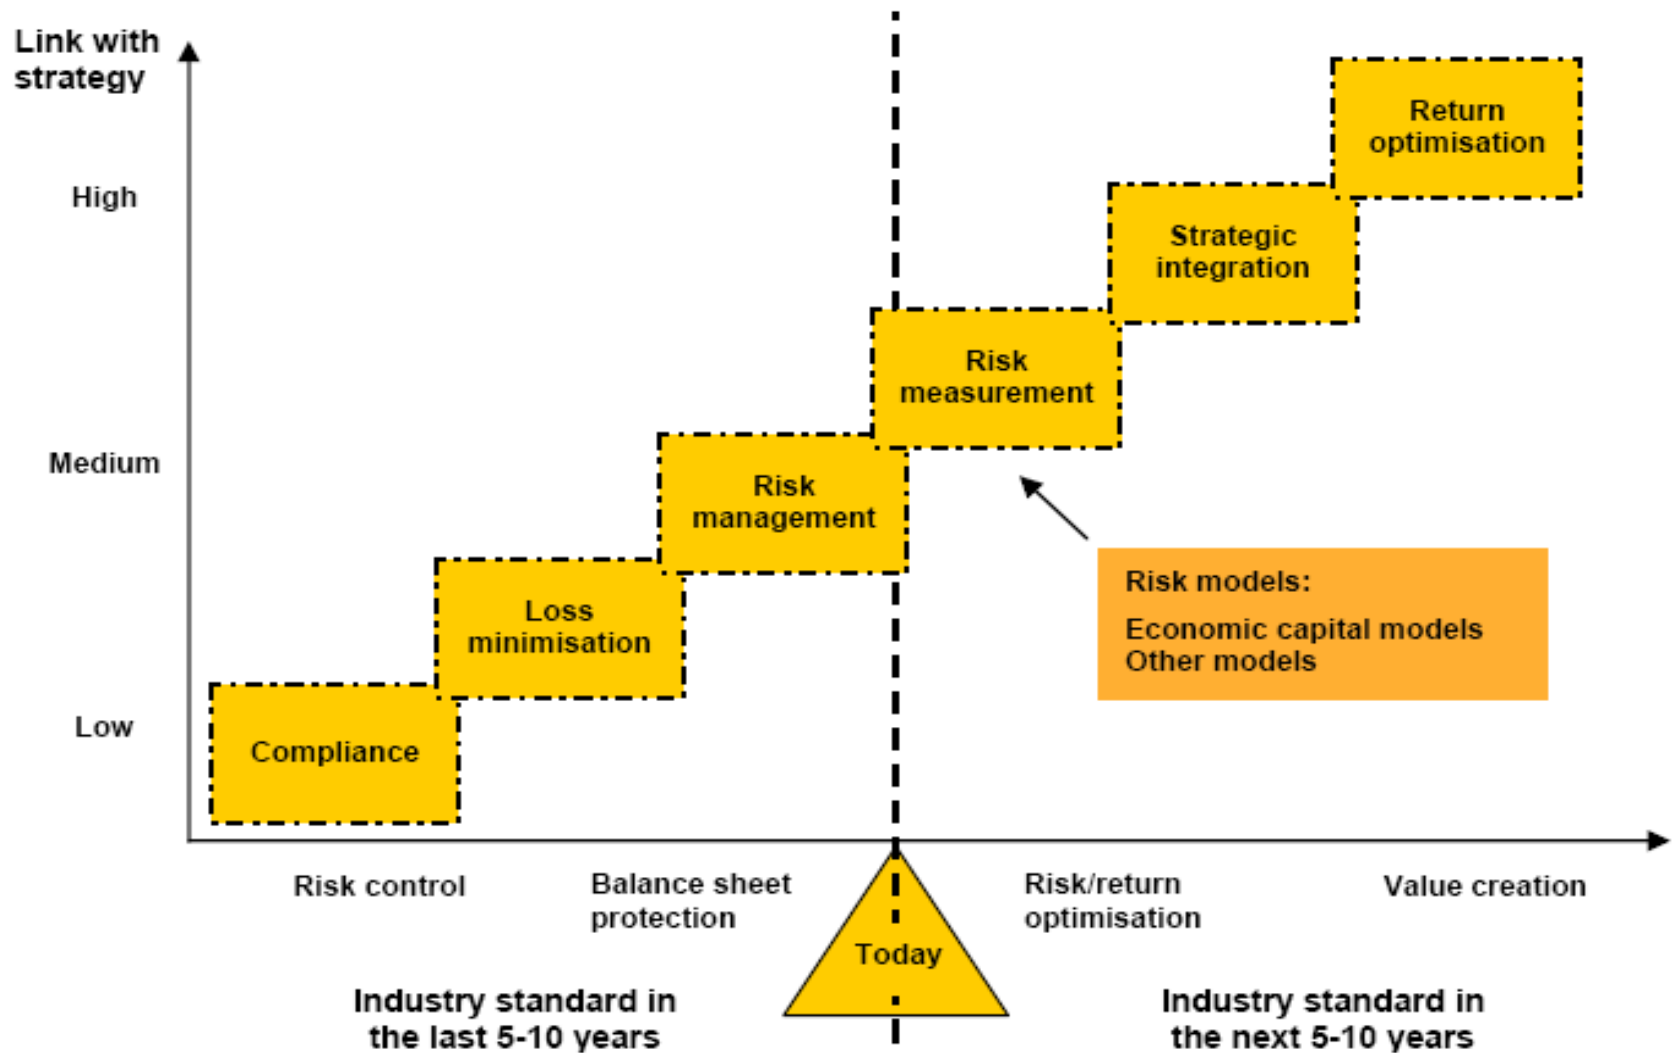 Link with
strategy
High
Medium
Low
Return
optimisation
Strategic
integration
Risk
measurement
Risk
management
Loss
minimisation
Compliance
Risk models:
Economic capital models
Other models
Risk control
Balance sheet
protection
Risk/return
optimisation
Value creation
Today
Industry standard in
the last 5-10 years
Industry standard in
the next 5-10 years